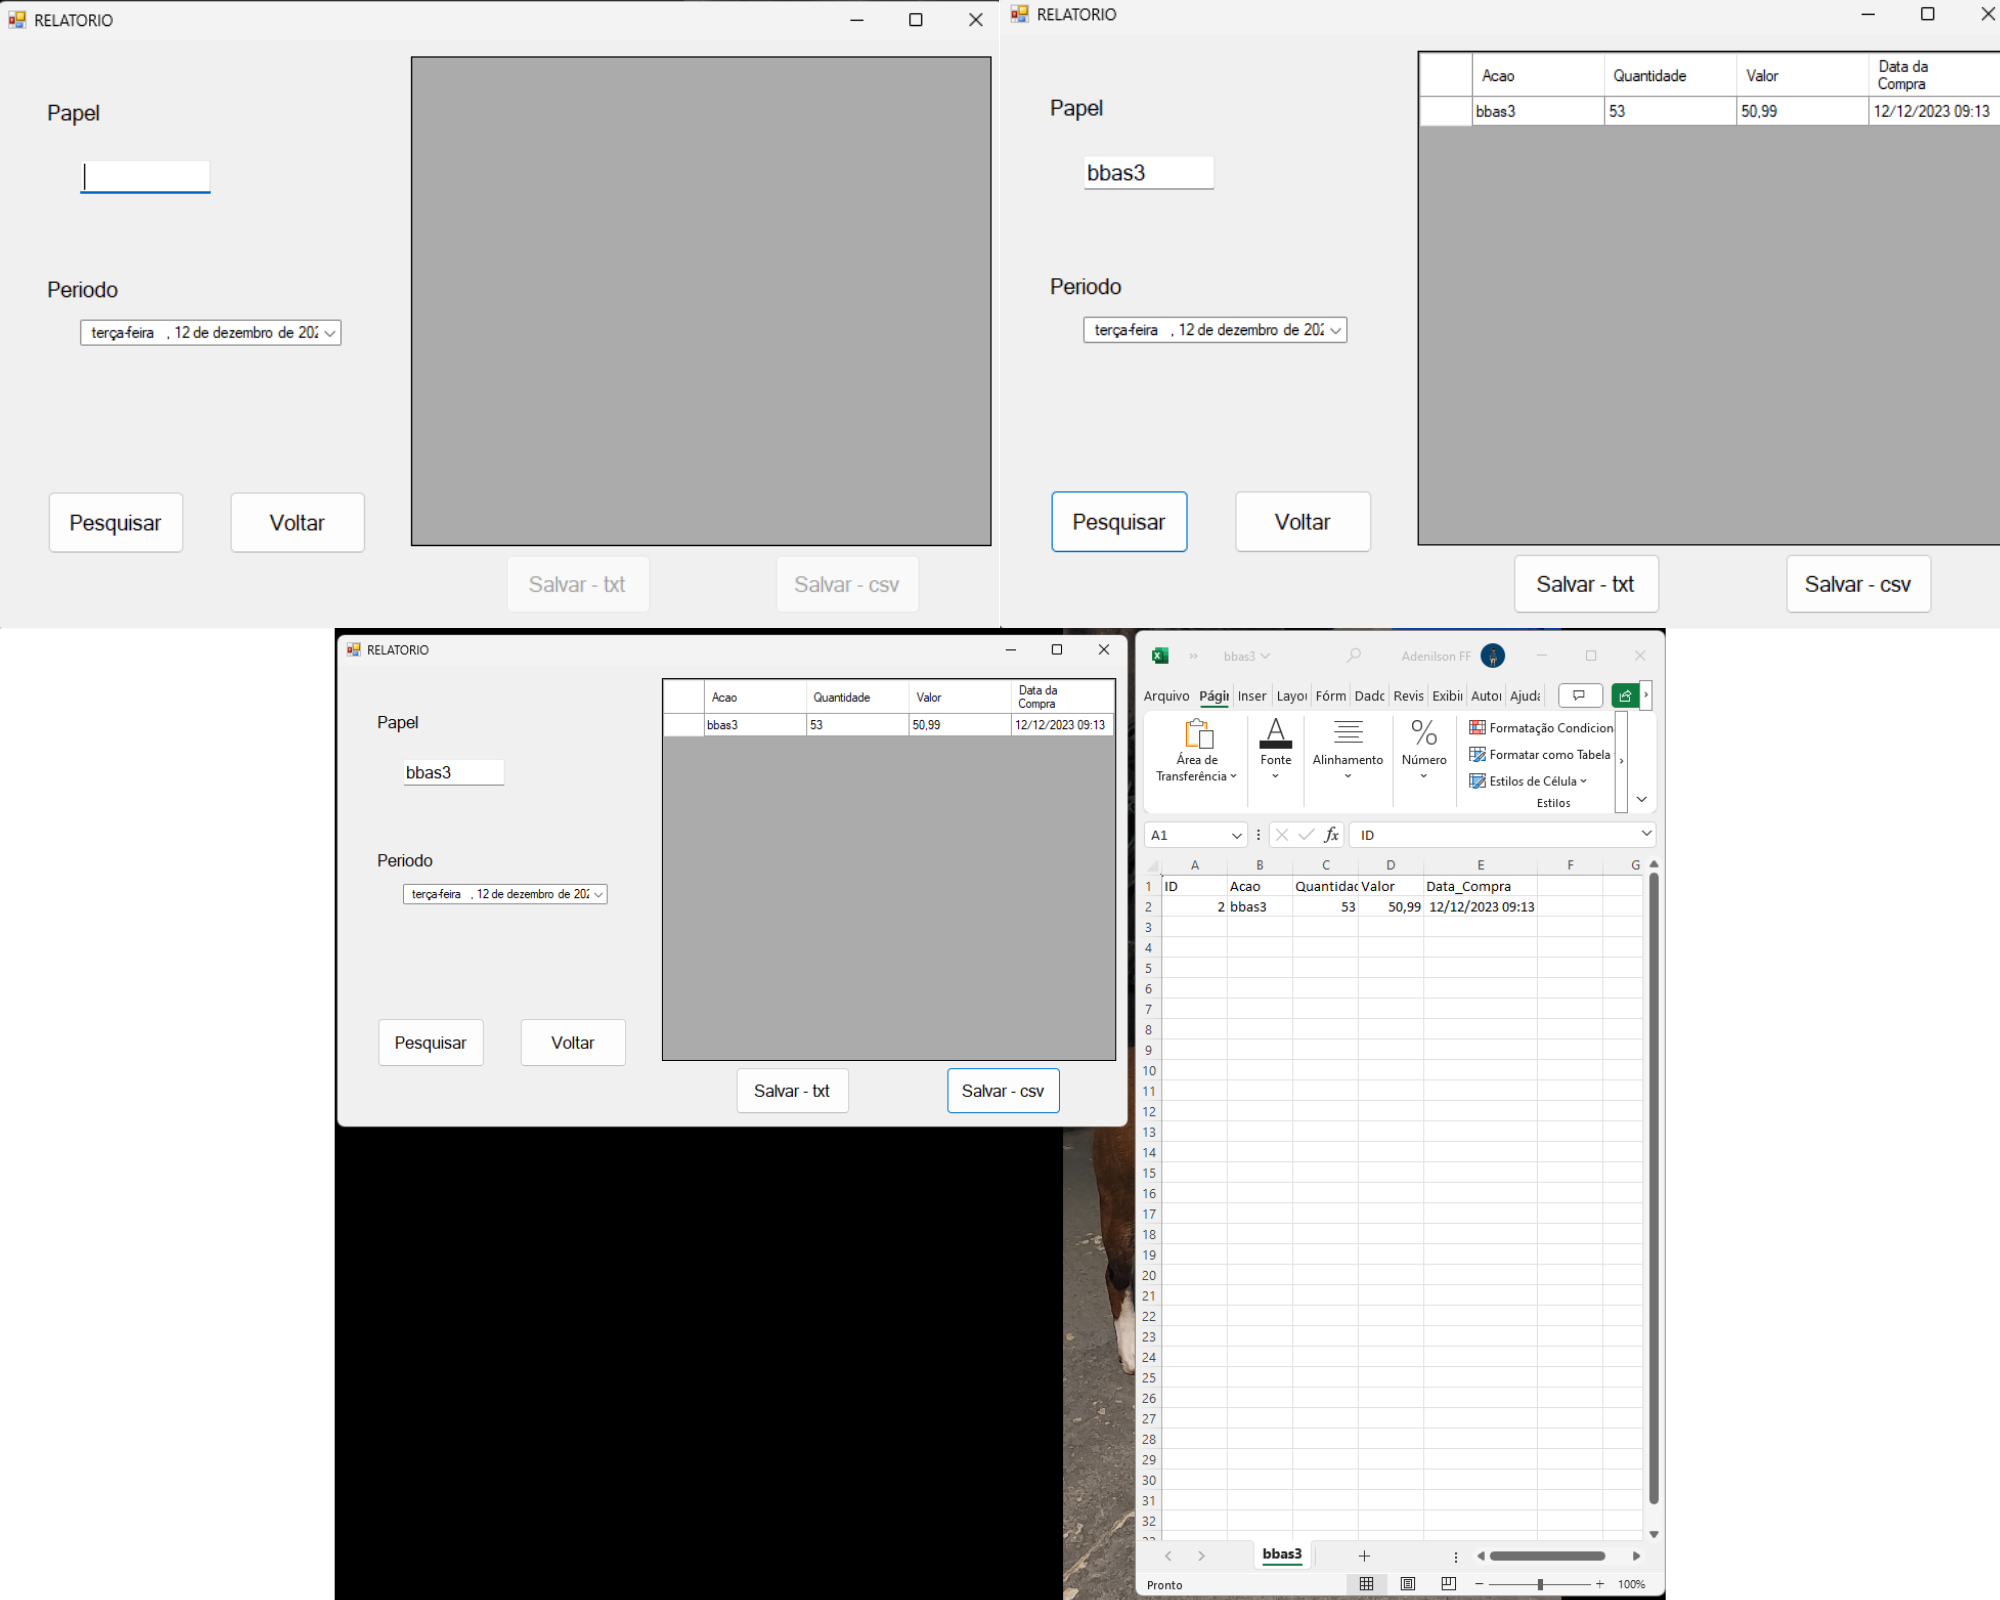 RELATORIO
Papel
Periodo
terça-feira , 12 de dezembro de 202
Pesquisar
Voltar
Salvar - txt
Salvar - csv
RELATORIO
Papel
bbas3
Periodo
terça-feira , 12 de dezembro de 202
Pesquisar
Voltar
Acao Quantidade Valor Data da
Compra
bbas3 53 50,99 12/12/2023 09:13
Salvar - txt
Salvar - csv
RELATORIO
Papel
bbas3
Periodo
terça-feira , 12 de dezembro de 202
Pesquisar
Voltar
Acao Quantidade Valor Data da
Compra
bbas3 53 50,99 12/12/2023 09:13
Salvar - txt
Salvar - csv
bbas3
Adenilson FF
Arquivo Págii Inser Layou Fórm Dadc Revis Exibi Autor Ajuda
Área de
Transferência
Fonte
Alinhamento
%
Número
Formatação Condicion
Formatar como Tabela
Estilos de Célula
Estilos
A1
fx
ID
A B C D E F G
1 ID Acao Quantidac Valor Data_Compra
2 2 bbas3 53 50,99 12/12/2023 09:13
3
4
5
6
7
8
9
10
11
12
13
14
15
16
17
18
19
20
21
22
23
24
25
26
27
28
29
30
31
32
bbas3
Pronto
100%